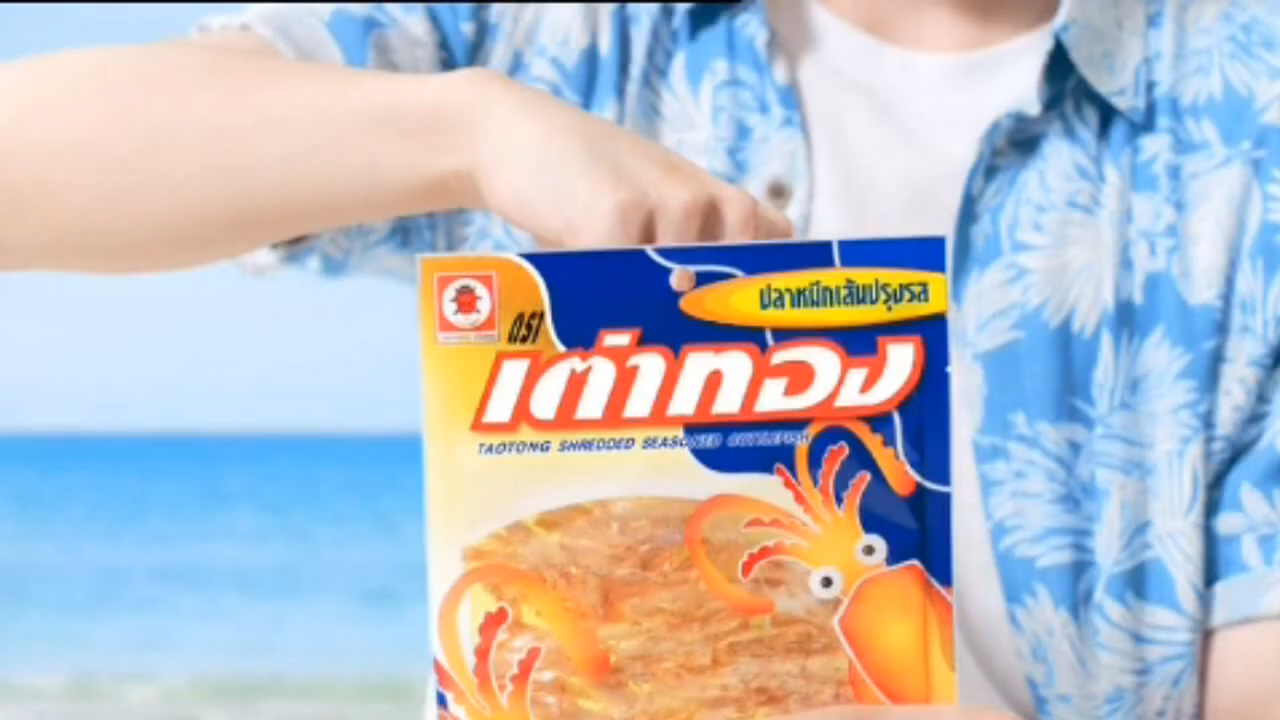 ปลาหมึกเส้นปรุงรส
ตรา
เต่าทอง
TAOTONG SHREDDED SEASONED CUTTLEFISH